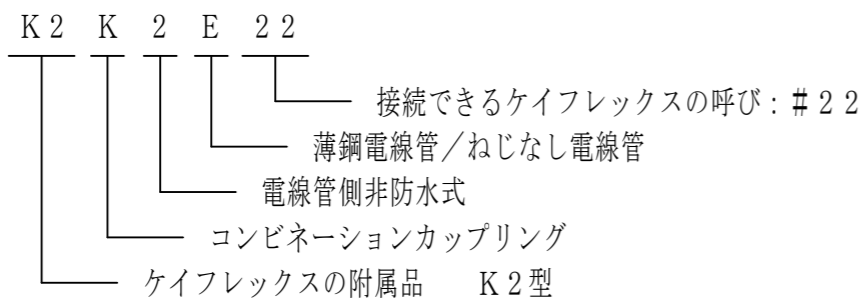 Ｋ２ Ｋ ２ Ｅ ２２
接続できるケイフレックスの呼び：＃２２
薄鋼電線管／ねじなし電線管
電線管側非防水式
コンビネーションカップリング
ケイフレックスの附属品　Ｋ２型